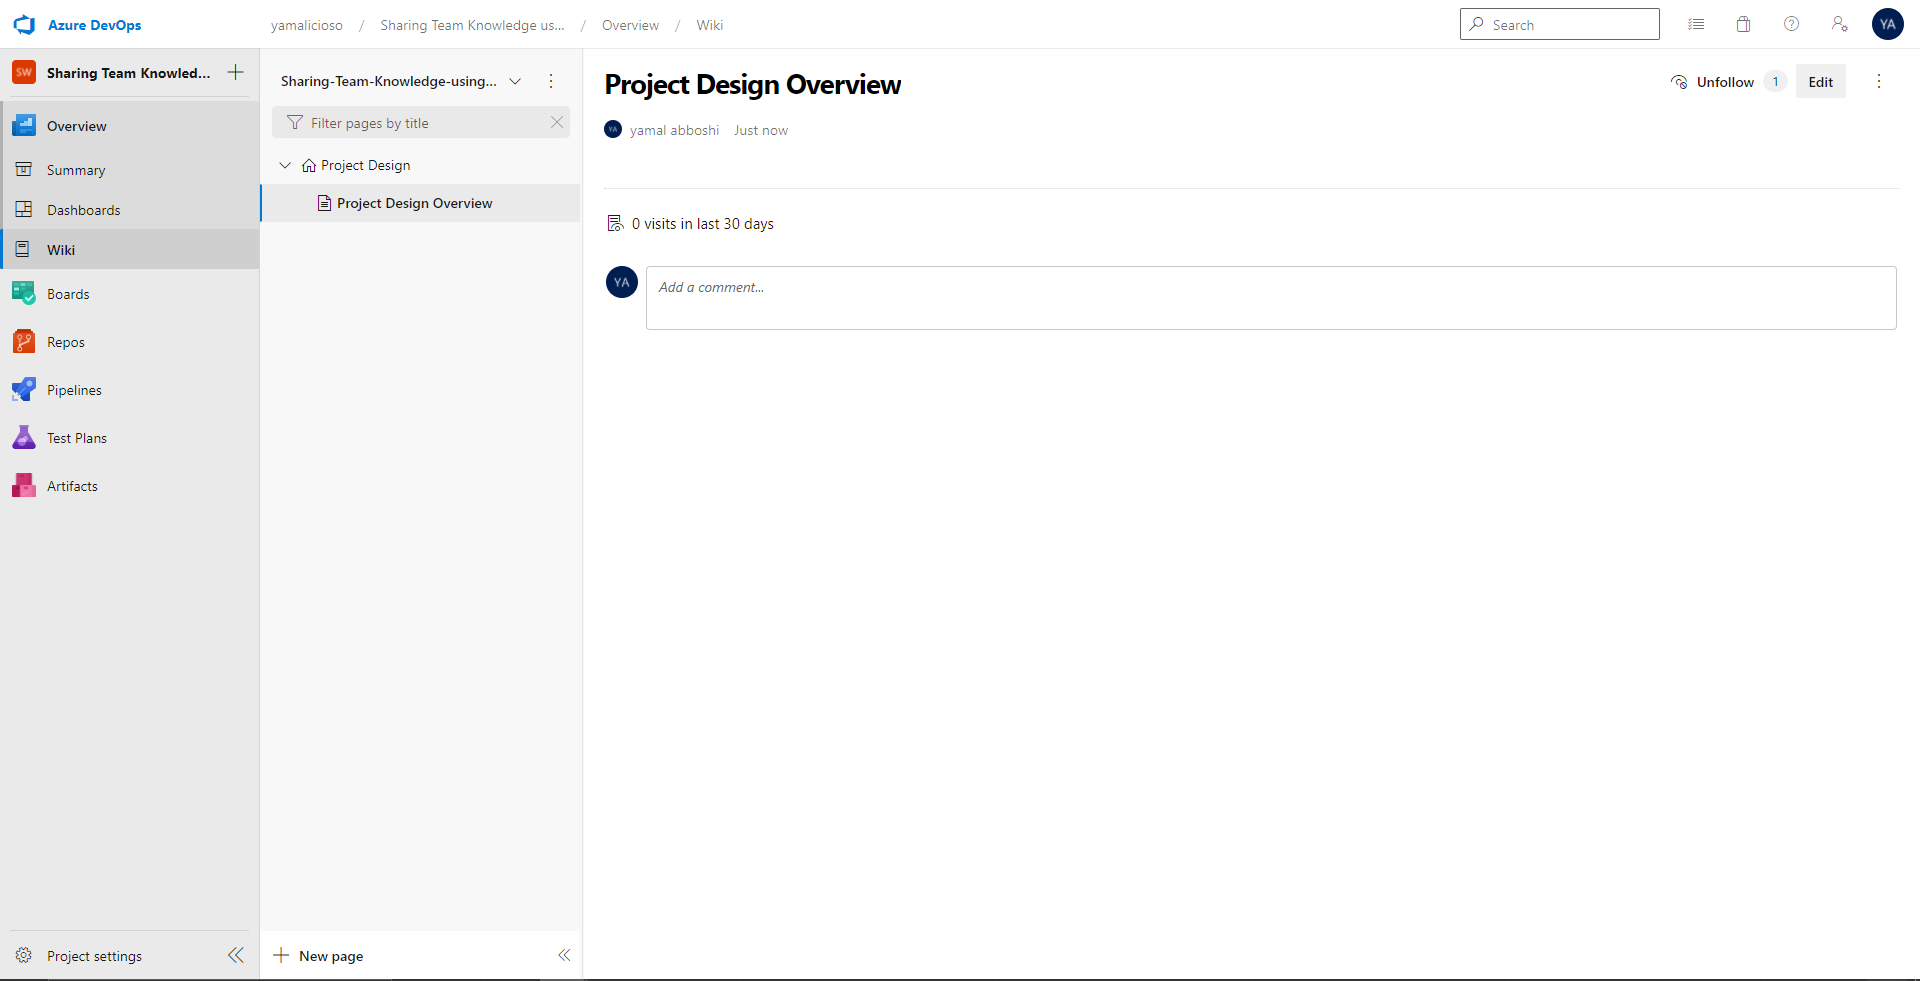 Azure DevOps
yamalicioso / Sharing Team Knowledge us... / Overview / Wiki
Search
YA
SW
Sharing Team Knowled...
Overview
Summary
Dashboards
Wiki
Boards
Repos
Pipelines
Test Plans
Artifacts
Project settings
Sharing-Team-Knowledge-using...
Filter pages by title
Project Design
Project Design Overview
New page
Project Design Overview
Unfollow 1
Edit
YA yamal abboshi Just now
0 visits in last 30 days
YA
Add a comment...